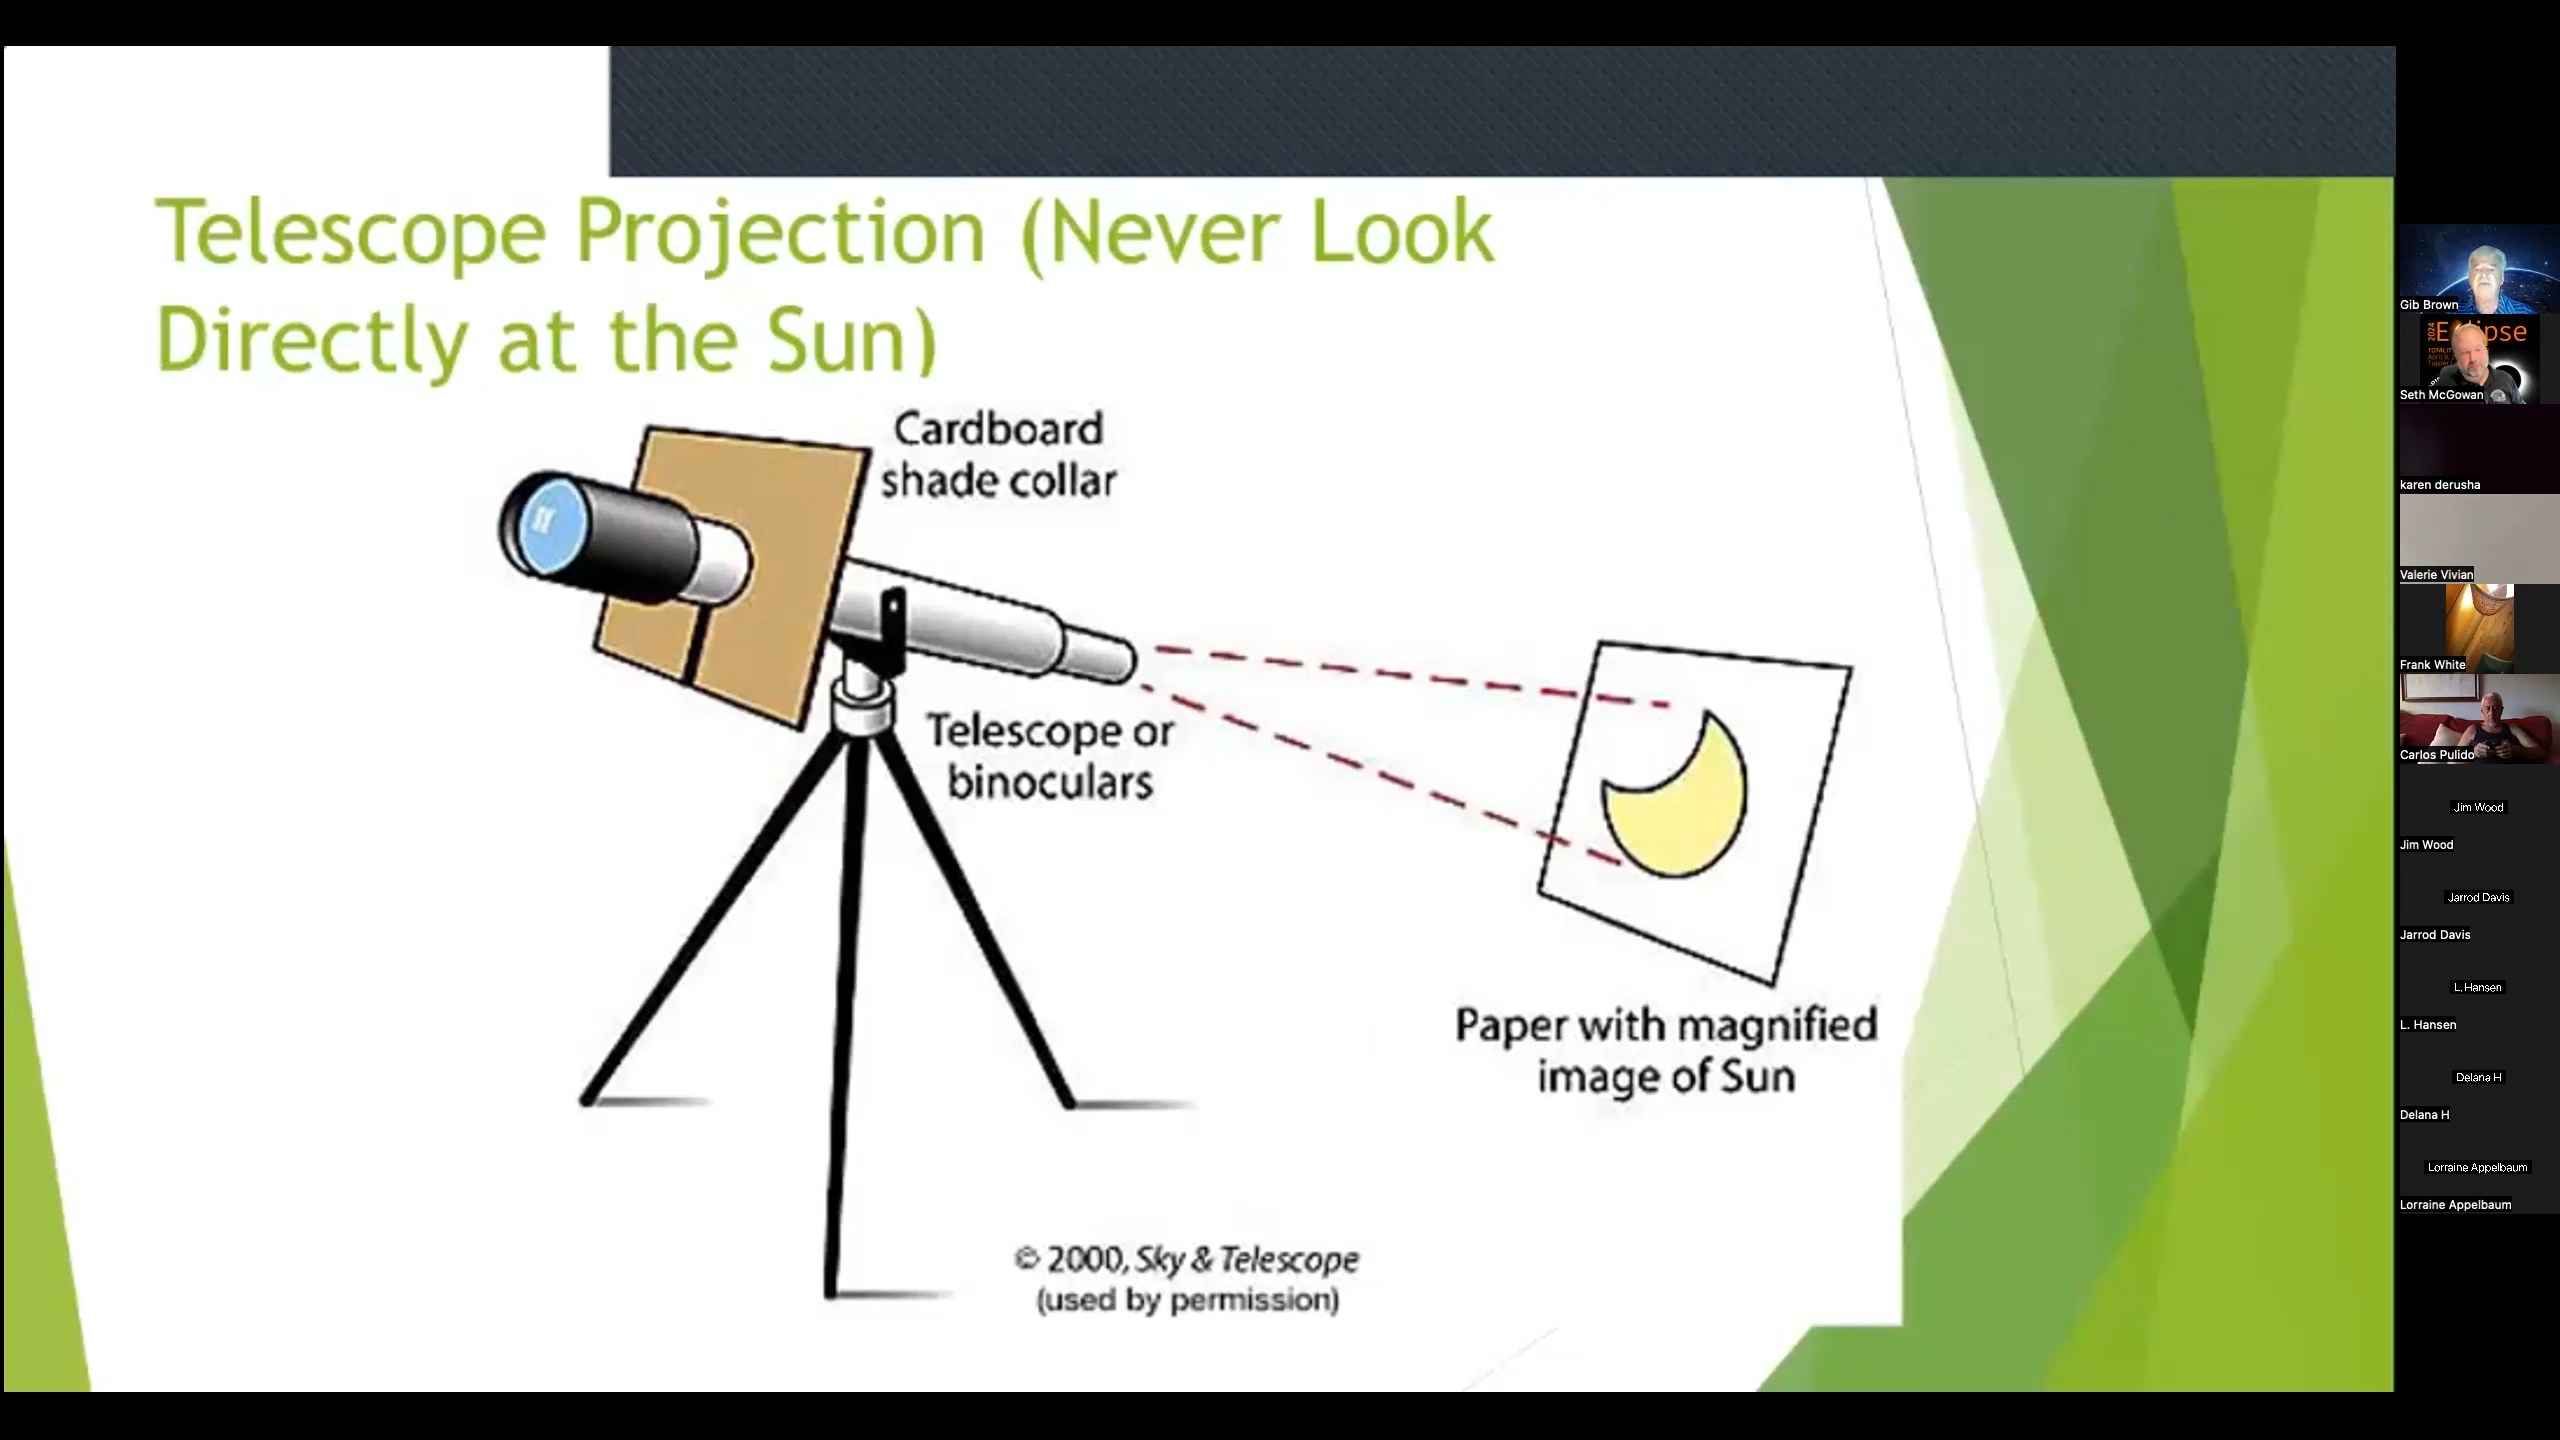 Telescope Projection (Never Look
Directly at the Sun)
Cardboard
shade collar
Telescope or
binoculars
Paper with magnified
image of Sun
© 2000, Sky & Telescope
(used by permission)
Gib Brown
2024
Eclipse
Seth McGowan
karen derusha
Valerie Vivian
Frank White
Carlos Pulido
Jim Wood
Jim Wood
Jarrod Davis
Jarrod Davis
L. Hansen
L. Hansen
Delana H
Delana H
Lorraine Appelbaum
Lorraine Appelbaum